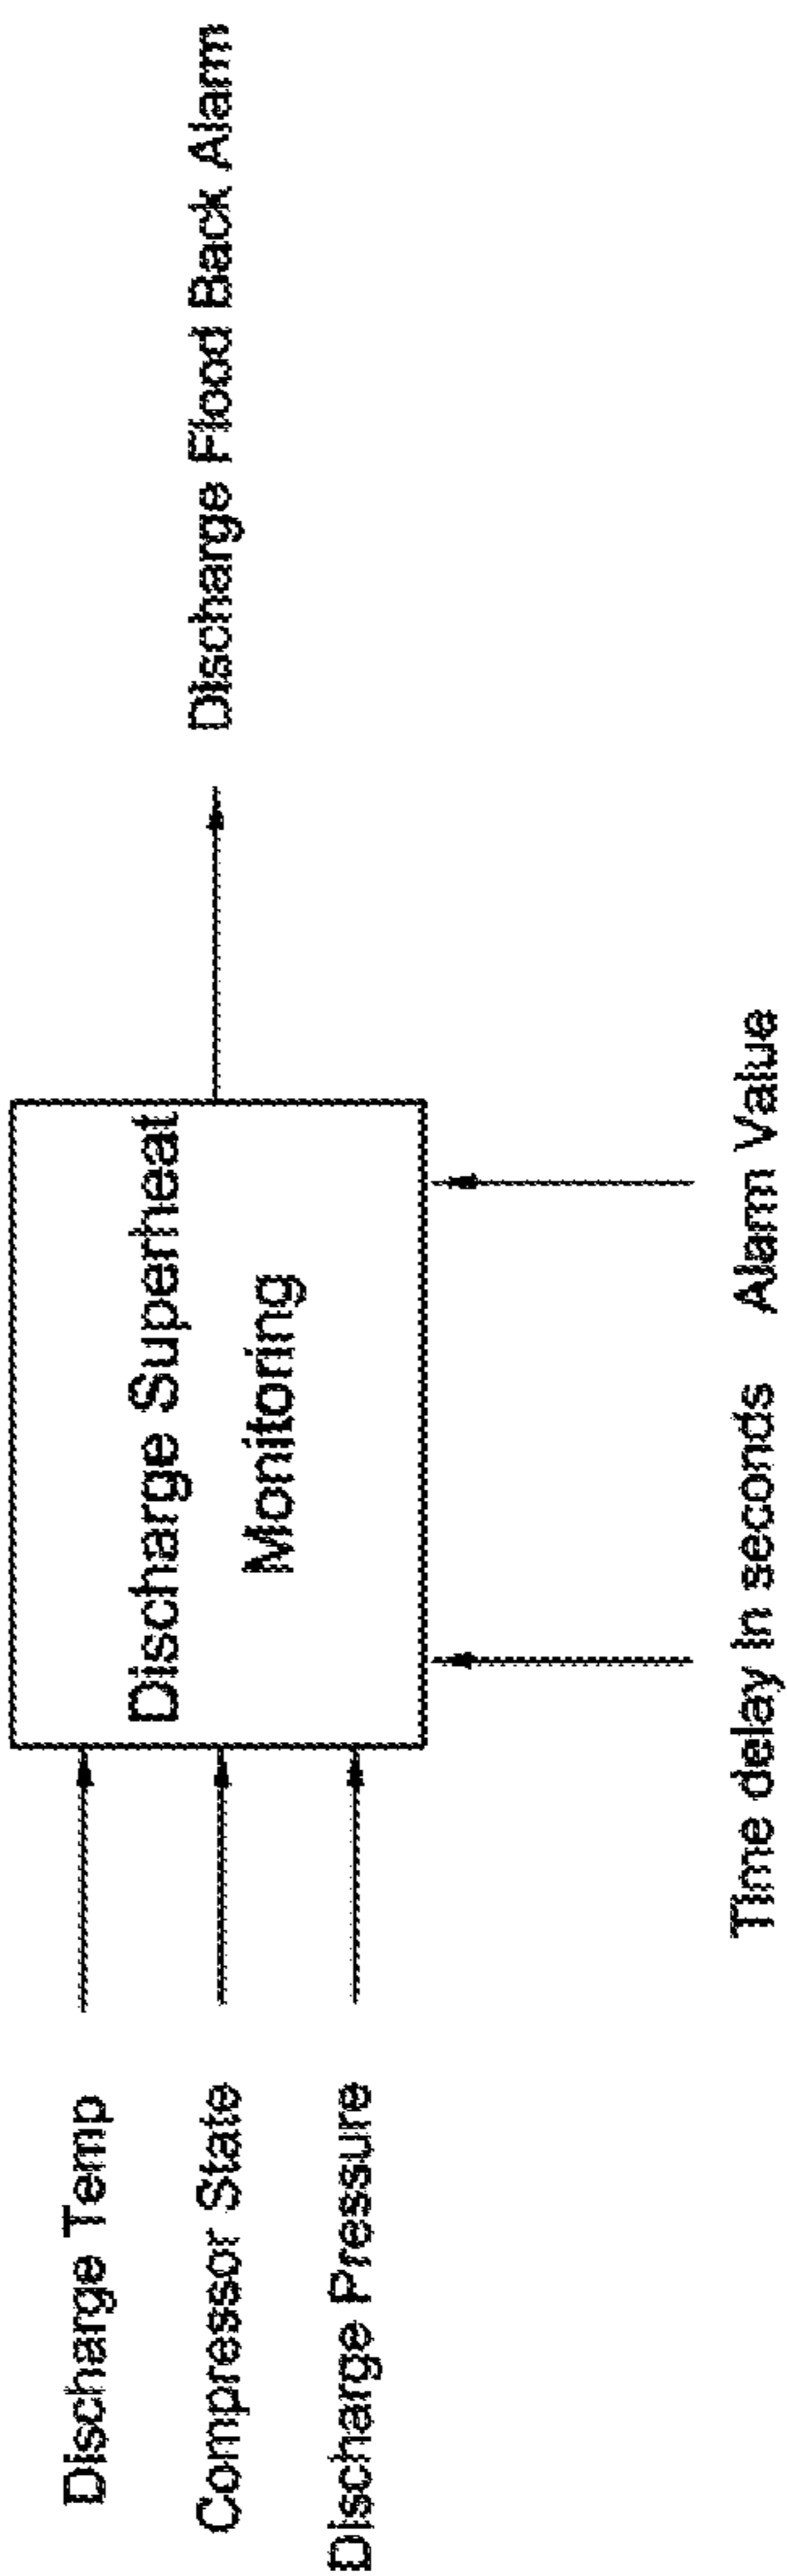 Discharge Temp
Compressor State
Discharge Pressure
Discharge Superheat
Monitoring
Discharge Flood Back Alarm
Time delay in seconds
Alarm Value